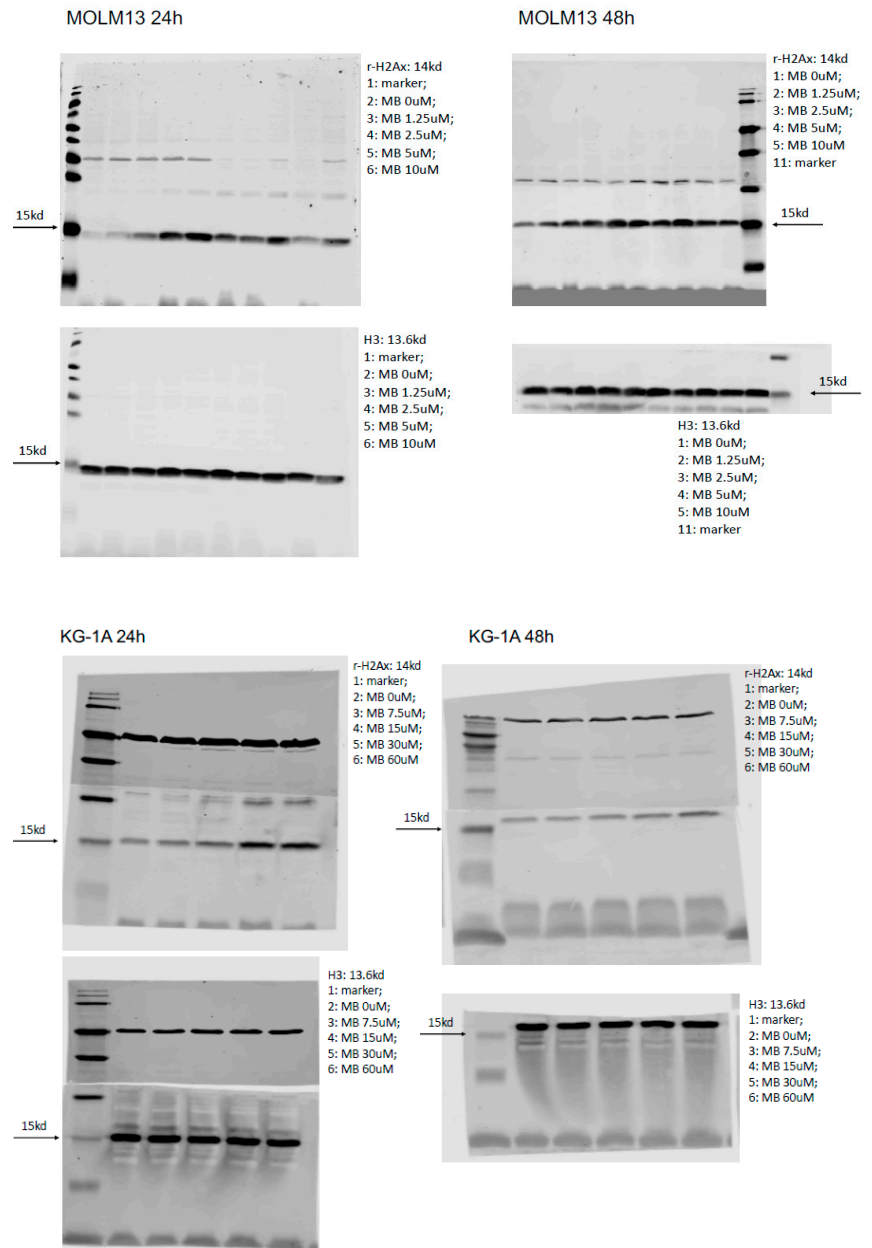 MOLM13 24h
r-H2Ax: 14kd
1: marker;
2: MB 0uM;
3: MB 1.25uM;
4: MB 2.5uM;
5: MB 5uM;
6: MB 10uM
15kd
H3: 13.6kd
1: marker;
2: MB 0uM;
3: MB 1.25uM;
4: MB 2.5uM;
5: MB 5uM;
6: MB 10uM
15kd
MOLM13 48h
r-H2Ax: 14kd
1: MB 0uM;
2: MB 1.25uM;
3: MB 2.5uM;
4: MB 5uM;
5: MB 10uM
11: marker
15kd
15kd
H3: 13.6kd
1: MB 0uM;
2: MB 1.25uM;
3: MB 2.5uM;
4: MB 5uM;
5: MB 10uM
11: marker
KG-1A 24h
r-H2Ax: 14kd
1: marker;
2: MB 0uM;
3: MB 7.5uM;
4: MB 15uM;
5: MB 30uM;
6: MB 60uM
15kd
H3: 13.6kd
1: marker;
2: MB 0uM;
3: MB 7.5uM;
4: MB 15uM;
5: MB 30uM;
6: MB 60uM
15kd
KG-1A 48h
r-H2Ax: 14kd
1: marker;
2: MB 0uM;
3: MB 7.5uM;
4: MB 15uM;
5: MB 30uM;
6: MB 60uM
15kd
H3: 13.6kd
1: marker;
2: MB 0uM;
3: MB 7.5uM;
4: MB 15uM;
5: MB 30uM;
6: MB 60uM
15kd